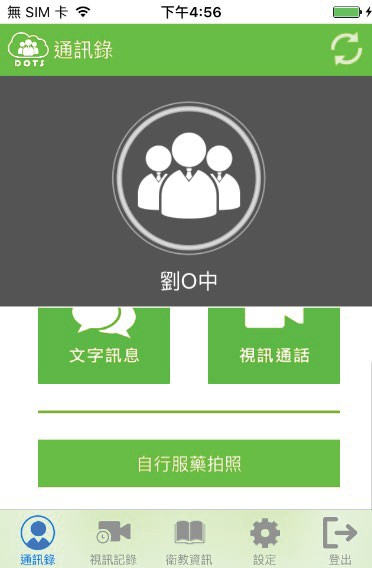 無 SIM 卡 下午4:56
DOTS 通訊錄
劉O中
文字訊息 視訊通話
自行服藥拍照
通訊錄 視訊記錄 衛教資訊 設定 登出